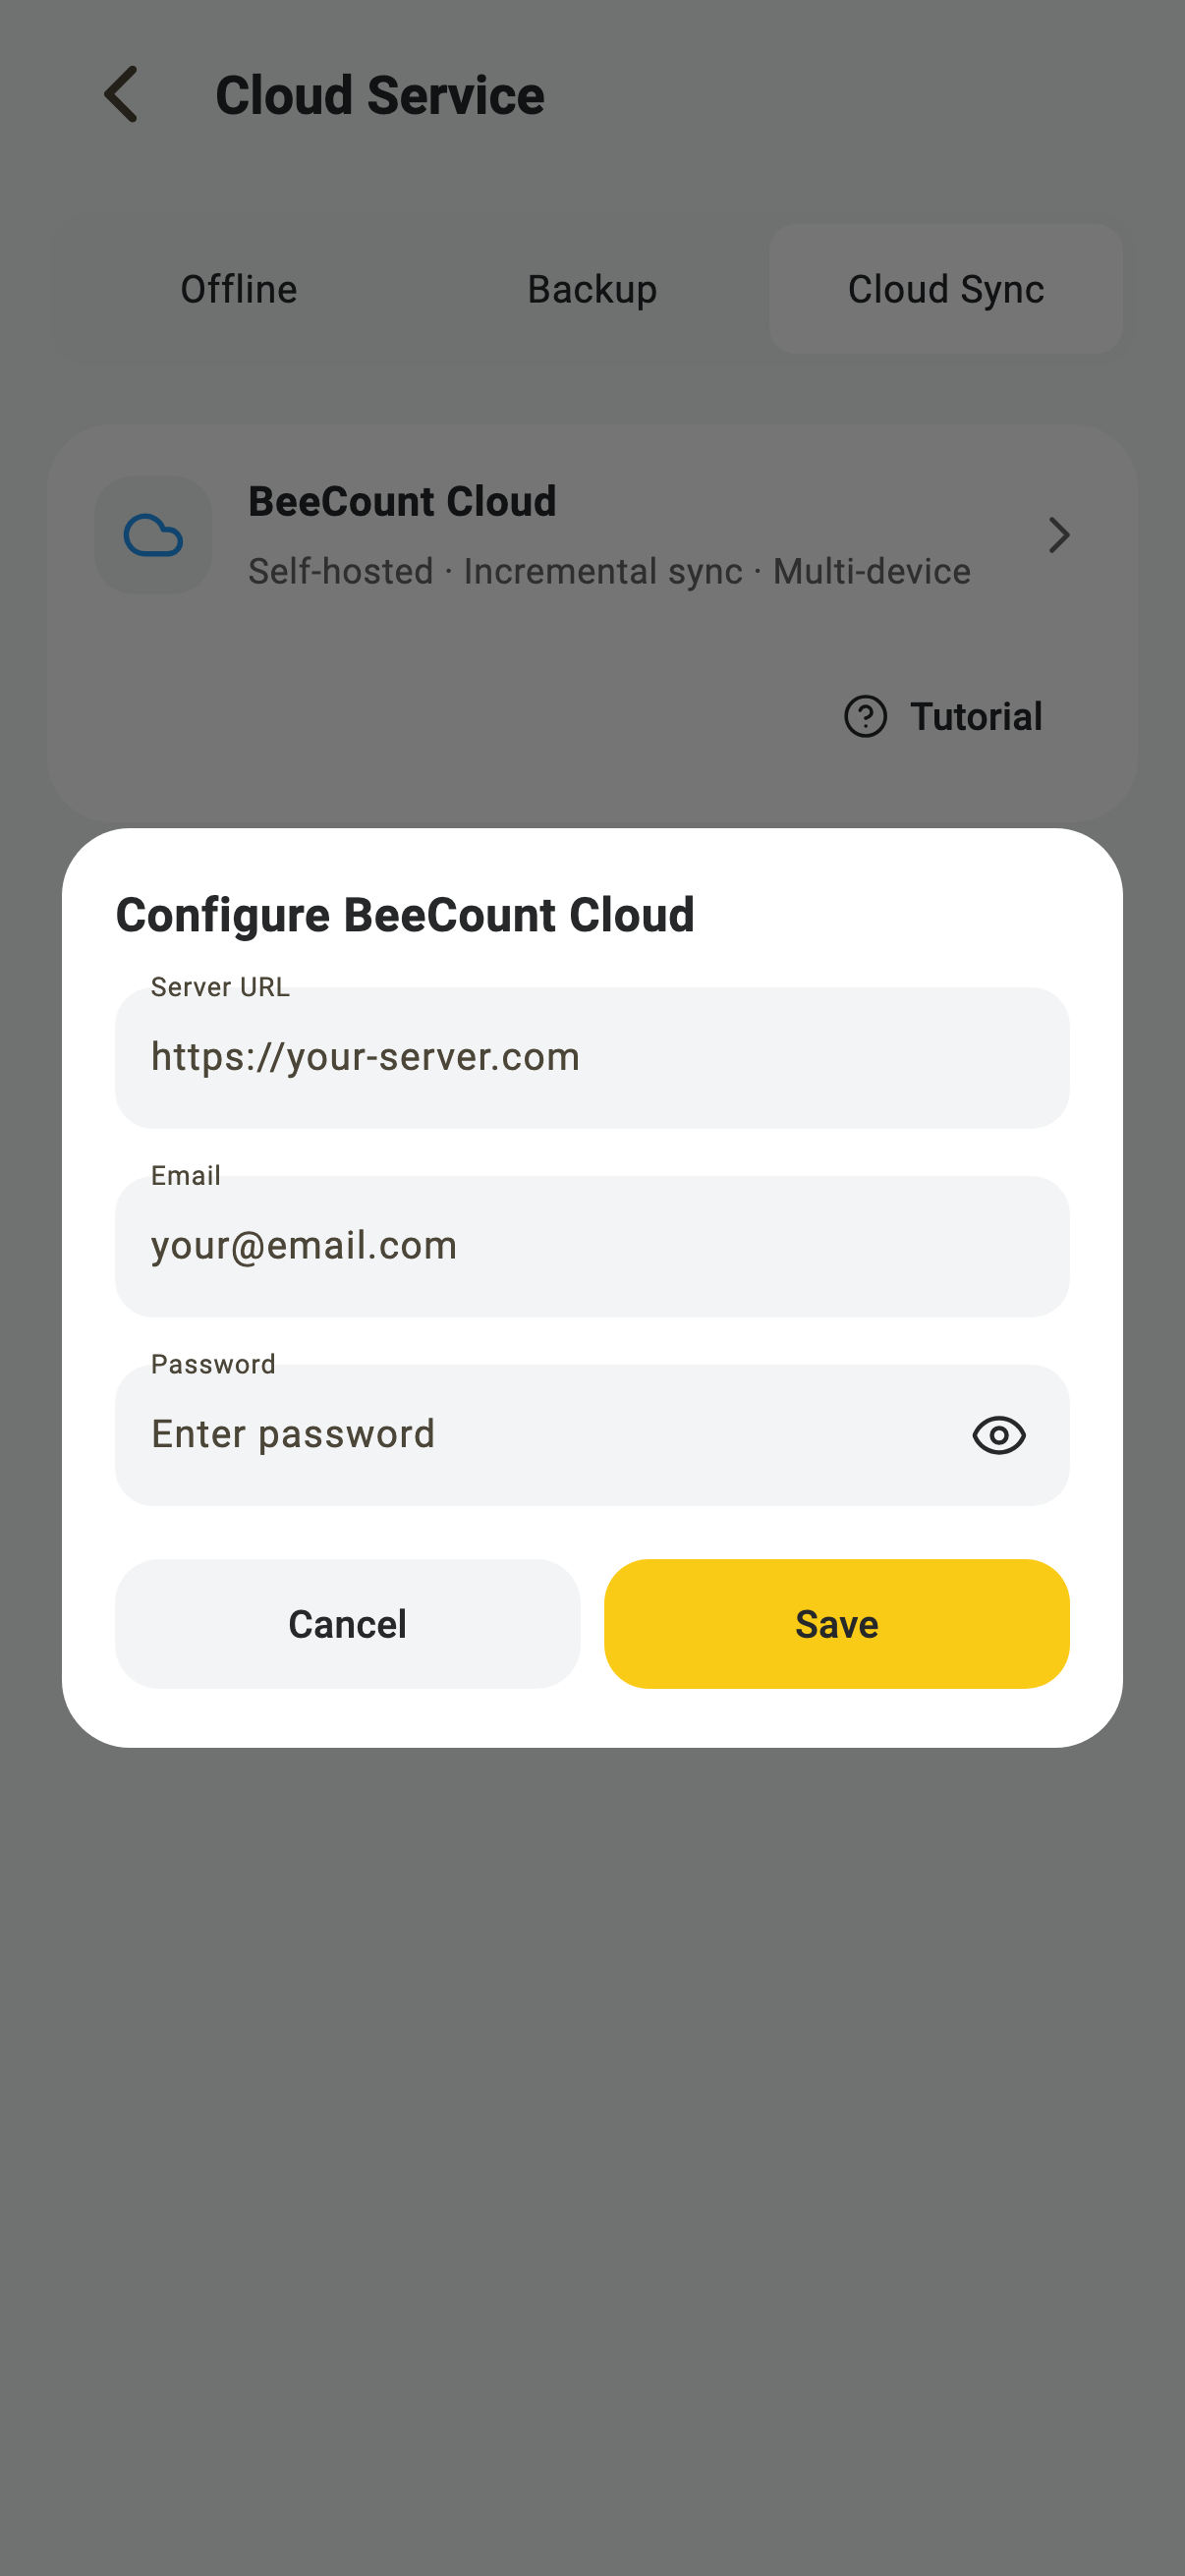 Cloud Service
Offline
Backup
Cloud Sync
BeeCount Cloud
Self-hosted · Incremental sync · Multi-device
Tutorial
Configure BeeCount Cloud
Server URL
https://your-server.com
Email
your@email.com
Password
Enter password
Cancel
Save